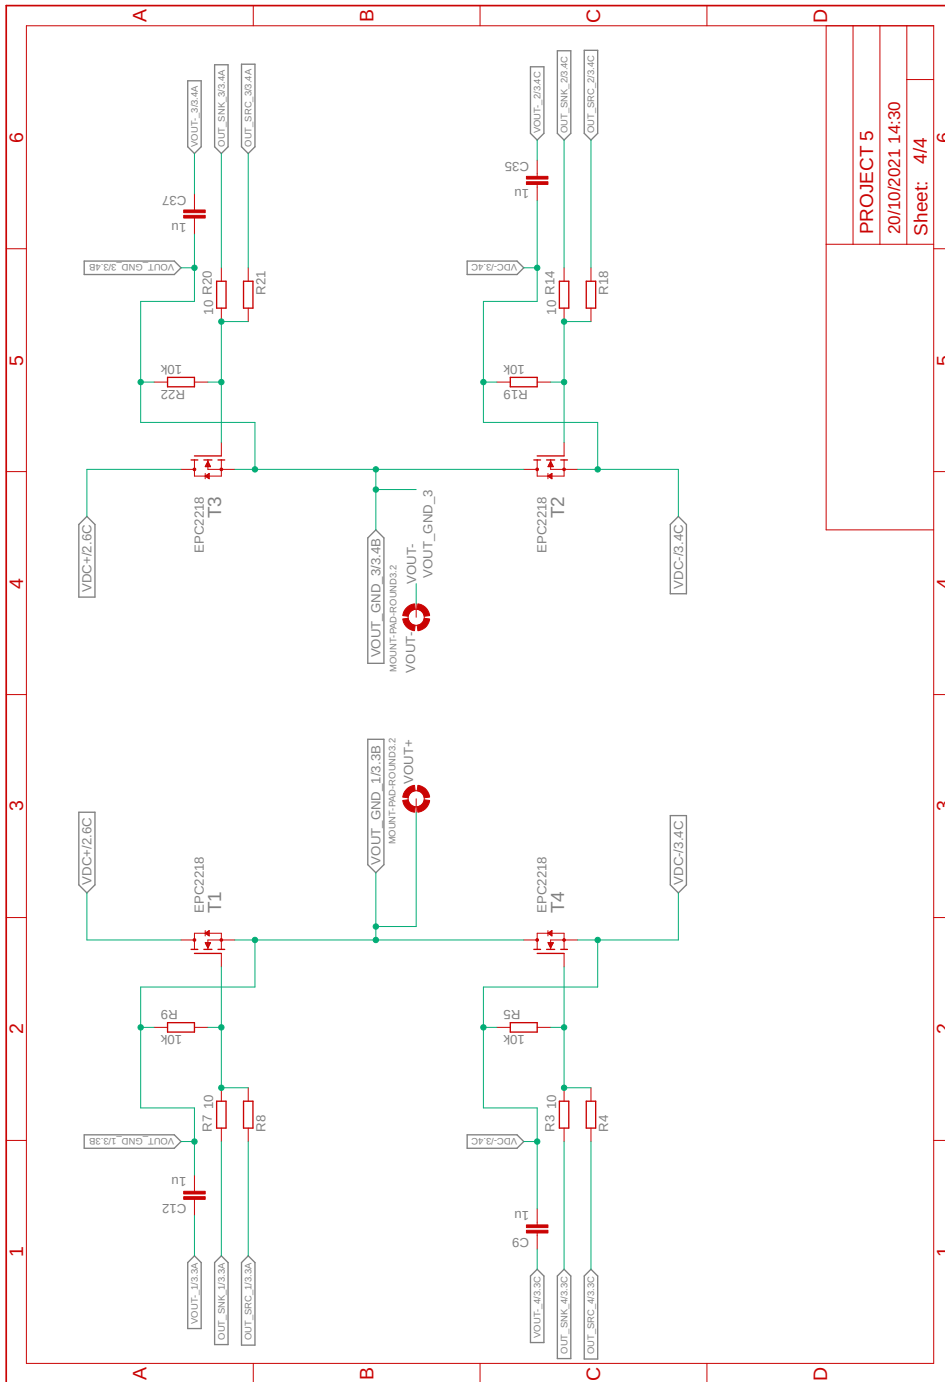 A
B
C
D
6
VOUT-_3/3.4A
OUT_SNK_3/3.4A
OUT_SRC_3/3.4A
C37
1u
VOUT_GND_3/3.4B
10 R20
R21
R22
10k
EPC2218
T3
VDC+/2.6C
VOUT-_2/3.4C
OUT_SNK_2/3.4C
OUT_SRC_2/3.4C
C35
1u
VDC-/3.4C
10 R14
R18
R19
10k
EPC2218
T2
VDC-/3.4C
5
4
VOUT_GND_3/3.4B
MOUNT-PAD-ROUND3.2
VOUT-
VOUT-
VOUT_GND_3
3
VOUT_GND_1/3.3B
MOUNT-PAD-ROUND3.2
VOUT+
VDC+/2.6C
EPC2218
T1
R9
10k
R7 10
R8
VOUT_GND_1/3.3B
1u
C12
VOUT-_1/3.3A
OUT_SNK_1/3.3A
OUT_SRC_1/3.3A
2
1
VDC-/3.4C
EPC2218
T4
R5
10k
R3 10
R4
VDC-/3.4C
1u
C9
VOUT-_4/3.3C
OUT_SNK_4/3.3C
OUT_SRC_4/3.3C
PROJECT 5
20/10/2021 14:30
Sheet: 4/4
6
5
4
3
2
1
A
B
C
D